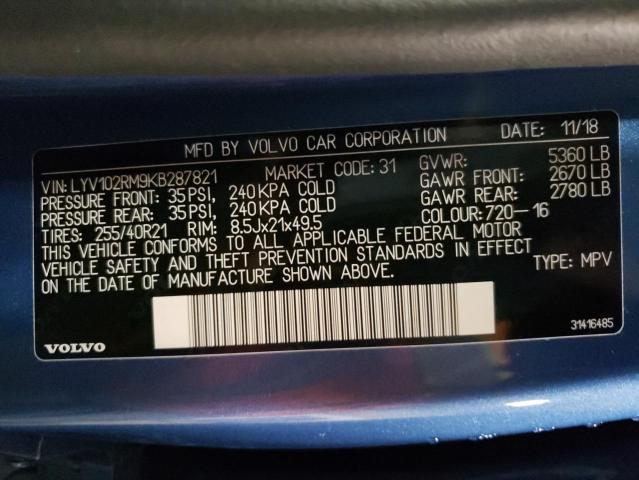 MFD BY VOLVO CAR CORPORATION DATE: 11/18
VIN: LYV102RM9KB287821 MARKET CODE: 31 GVWR: 5360 LB
PRESSURE FRONT: 35 PSI, 240 KPA COLD GAWR FRONT: 2670 LB
PRESSURE REAR: 35 PSI, 240 KPA COLD GAWR REAR: 2780 LB
TIRES: 255/40R21 RIM: 8.5Jx21x49.5 COLOUR: 720-16
THIS VEHICLE CONFORMS TO ALL APPLICABLE FEDERAL MOTOR
VEHICLE SAFETY AND THEFT PREVENTION STANDARDS IN EFFECT
ON THE DATE OF MANUFACTURE SHOWN ABOVE. TYPE: MPV
VOLVO 31416485